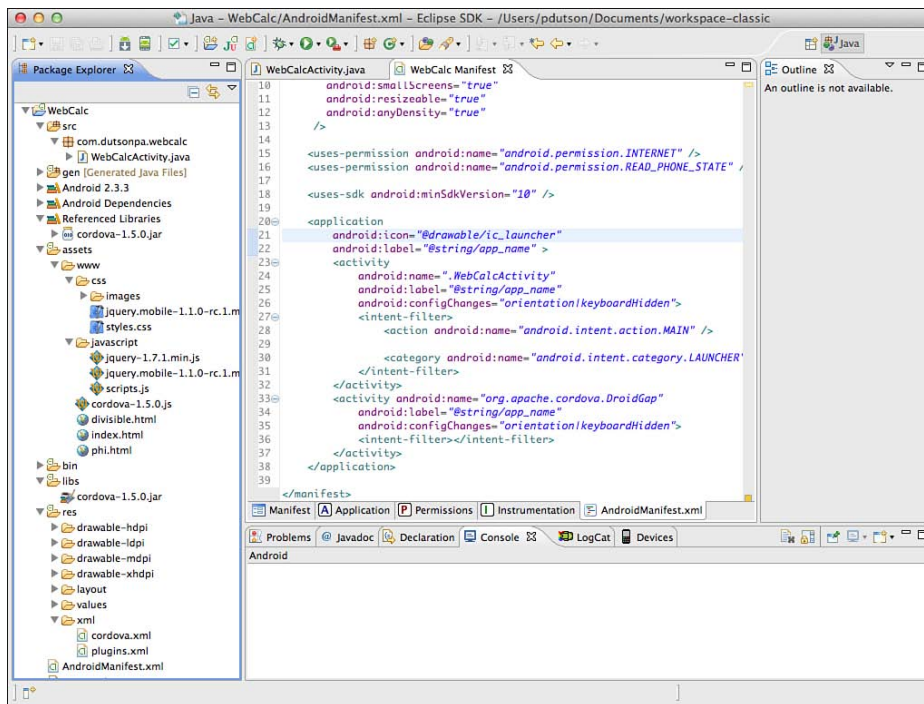 Java – WebCalc/AndroidManifest.xml – Eclipse SDK – /Users/pdutson/Documents/workspace-classic
Java
Package Explorer
WebCalc
src
com.dutsonpa.webcalc
WebCalcActivity.java
gen [Generated Java Files]
Android 2.3.3
Android Dependencies
Referenced Libraries
cordova-1.5.0.jar
assets
www
css
images
jquery.mobile-1.1.0-rc.1.m
styles.css
javascript
jquery-1.7.1.min.js
jquery.mobile-1.1.0-rc.1.m
scripts.js
cordova-1.5.0.js
divisible.html
index.html
phi.html
bin
libs
cordova-1.5.0.jar
res
drawable-hdpi
drawable-ldpi
drawable-mdpi
drawable-xhdpi
layout
values
xml
cordova.xml
plugins.xml
AndroidManifest.xml
WebCalcActivity.java
WebCalc Manifest
10 android:smallScreens="true"
11 android:resizeable="true"
12 android:anyDensity="true"
13 />
14
15 <uses-permission android:name="android.permission.INTERNET" />
16 <uses-permission android:name="android.permission.READ_PHONE_STATE" /
17
18 <uses-sdk android:minSdkVersion="10" />
19
20 <application
21 android:icon="@drawable/ic_launcher"
22 android:label="@string/app_name" >
23 <activity
24 android:name=".WebCalcActivity"
25 android:label="@string/app_name"
26 android:configChanges="orientation|keyboardHidden">
27 <intent-filter>
28 <action android:name="android.intent.action.MAIN" />
29
30 <category android:name="android.intent.category.LAUNCHER"
31 </intent-filter>
32 </activity>
33 <activity android:name="org.apache.cordova.DroidGap"
34 android:label="@string/app_name"
35 android:configChanges="orientation|keyboardHidden">
36 <intent-filter></intent-filter>
37 </activity>
38 </application>
39
</manifest>
Manifest
Application
Permissions
Instrumentation
AndroidManifest.xml
Outline
An outline is not available.
Problems
Javadoc
Declaration
Console
LogCat
Devices
Android